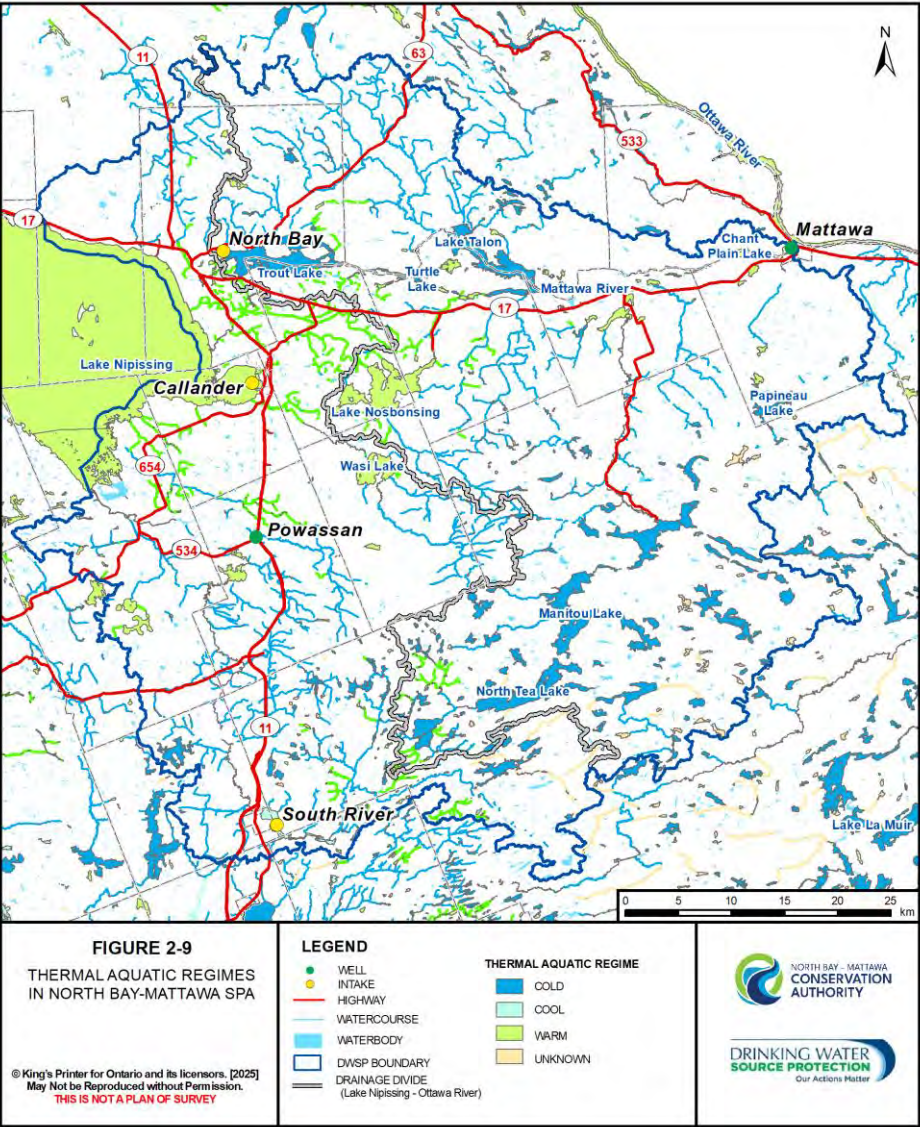 N
11
63
533
Ottawa River
17
North Bay
Mattawa
Lake Talon
Chant
Plain Lake
Trout Lake
Turtle
Lake
Mattawa River
17
Lake Nipissing
Callander
Lake Nosbonsing
Papineau
Lake
654
Wasi Lake
Powassan
534
Manitou Lake
North Tea Lake
11
South River
Lake La Muir
0 5 10 15 20 25
km
FIGURE 2-9
THERMAL AQUATIC REGIMES
IN NORTH BAY-MATTAWA SPA
© King's Printer for Ontario and its licensors. [2025]
May Not be Reproduced without Permission.
THIS IS NOT A PLAN OF SURVEY
LEGEND
WELL
INTAKE
HIGHWAY
WATERCOURSE
WATERBODY
DWSP BOUNDARY
DRAINAGE DIVIDE
(Lake Nipissing - Ottawa River)
THERMAL AQUATIC REGIME
COLD
COOL
WARM
UNKNOWN
NORTH BAY - MATTAWA
CONSERVATION
AUTHORITY
DRINKING WATER
SOURCE PROTECTION
Our Actions Matter